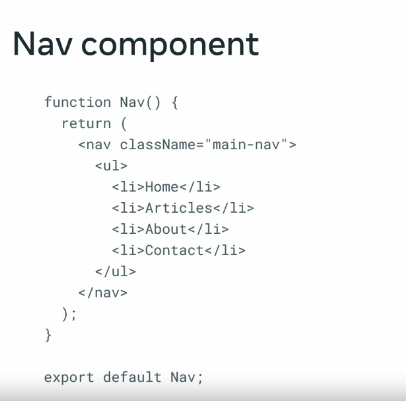 Nav component
function Nav() {
  return (
    <nav className="main-nav">
      <ul>
        <li>Home</li>
        <li>Articles</li>
        <li>About</li>
        <li>Contact</li>
      </ul>
    </nav>
  );
}
export default Nav;